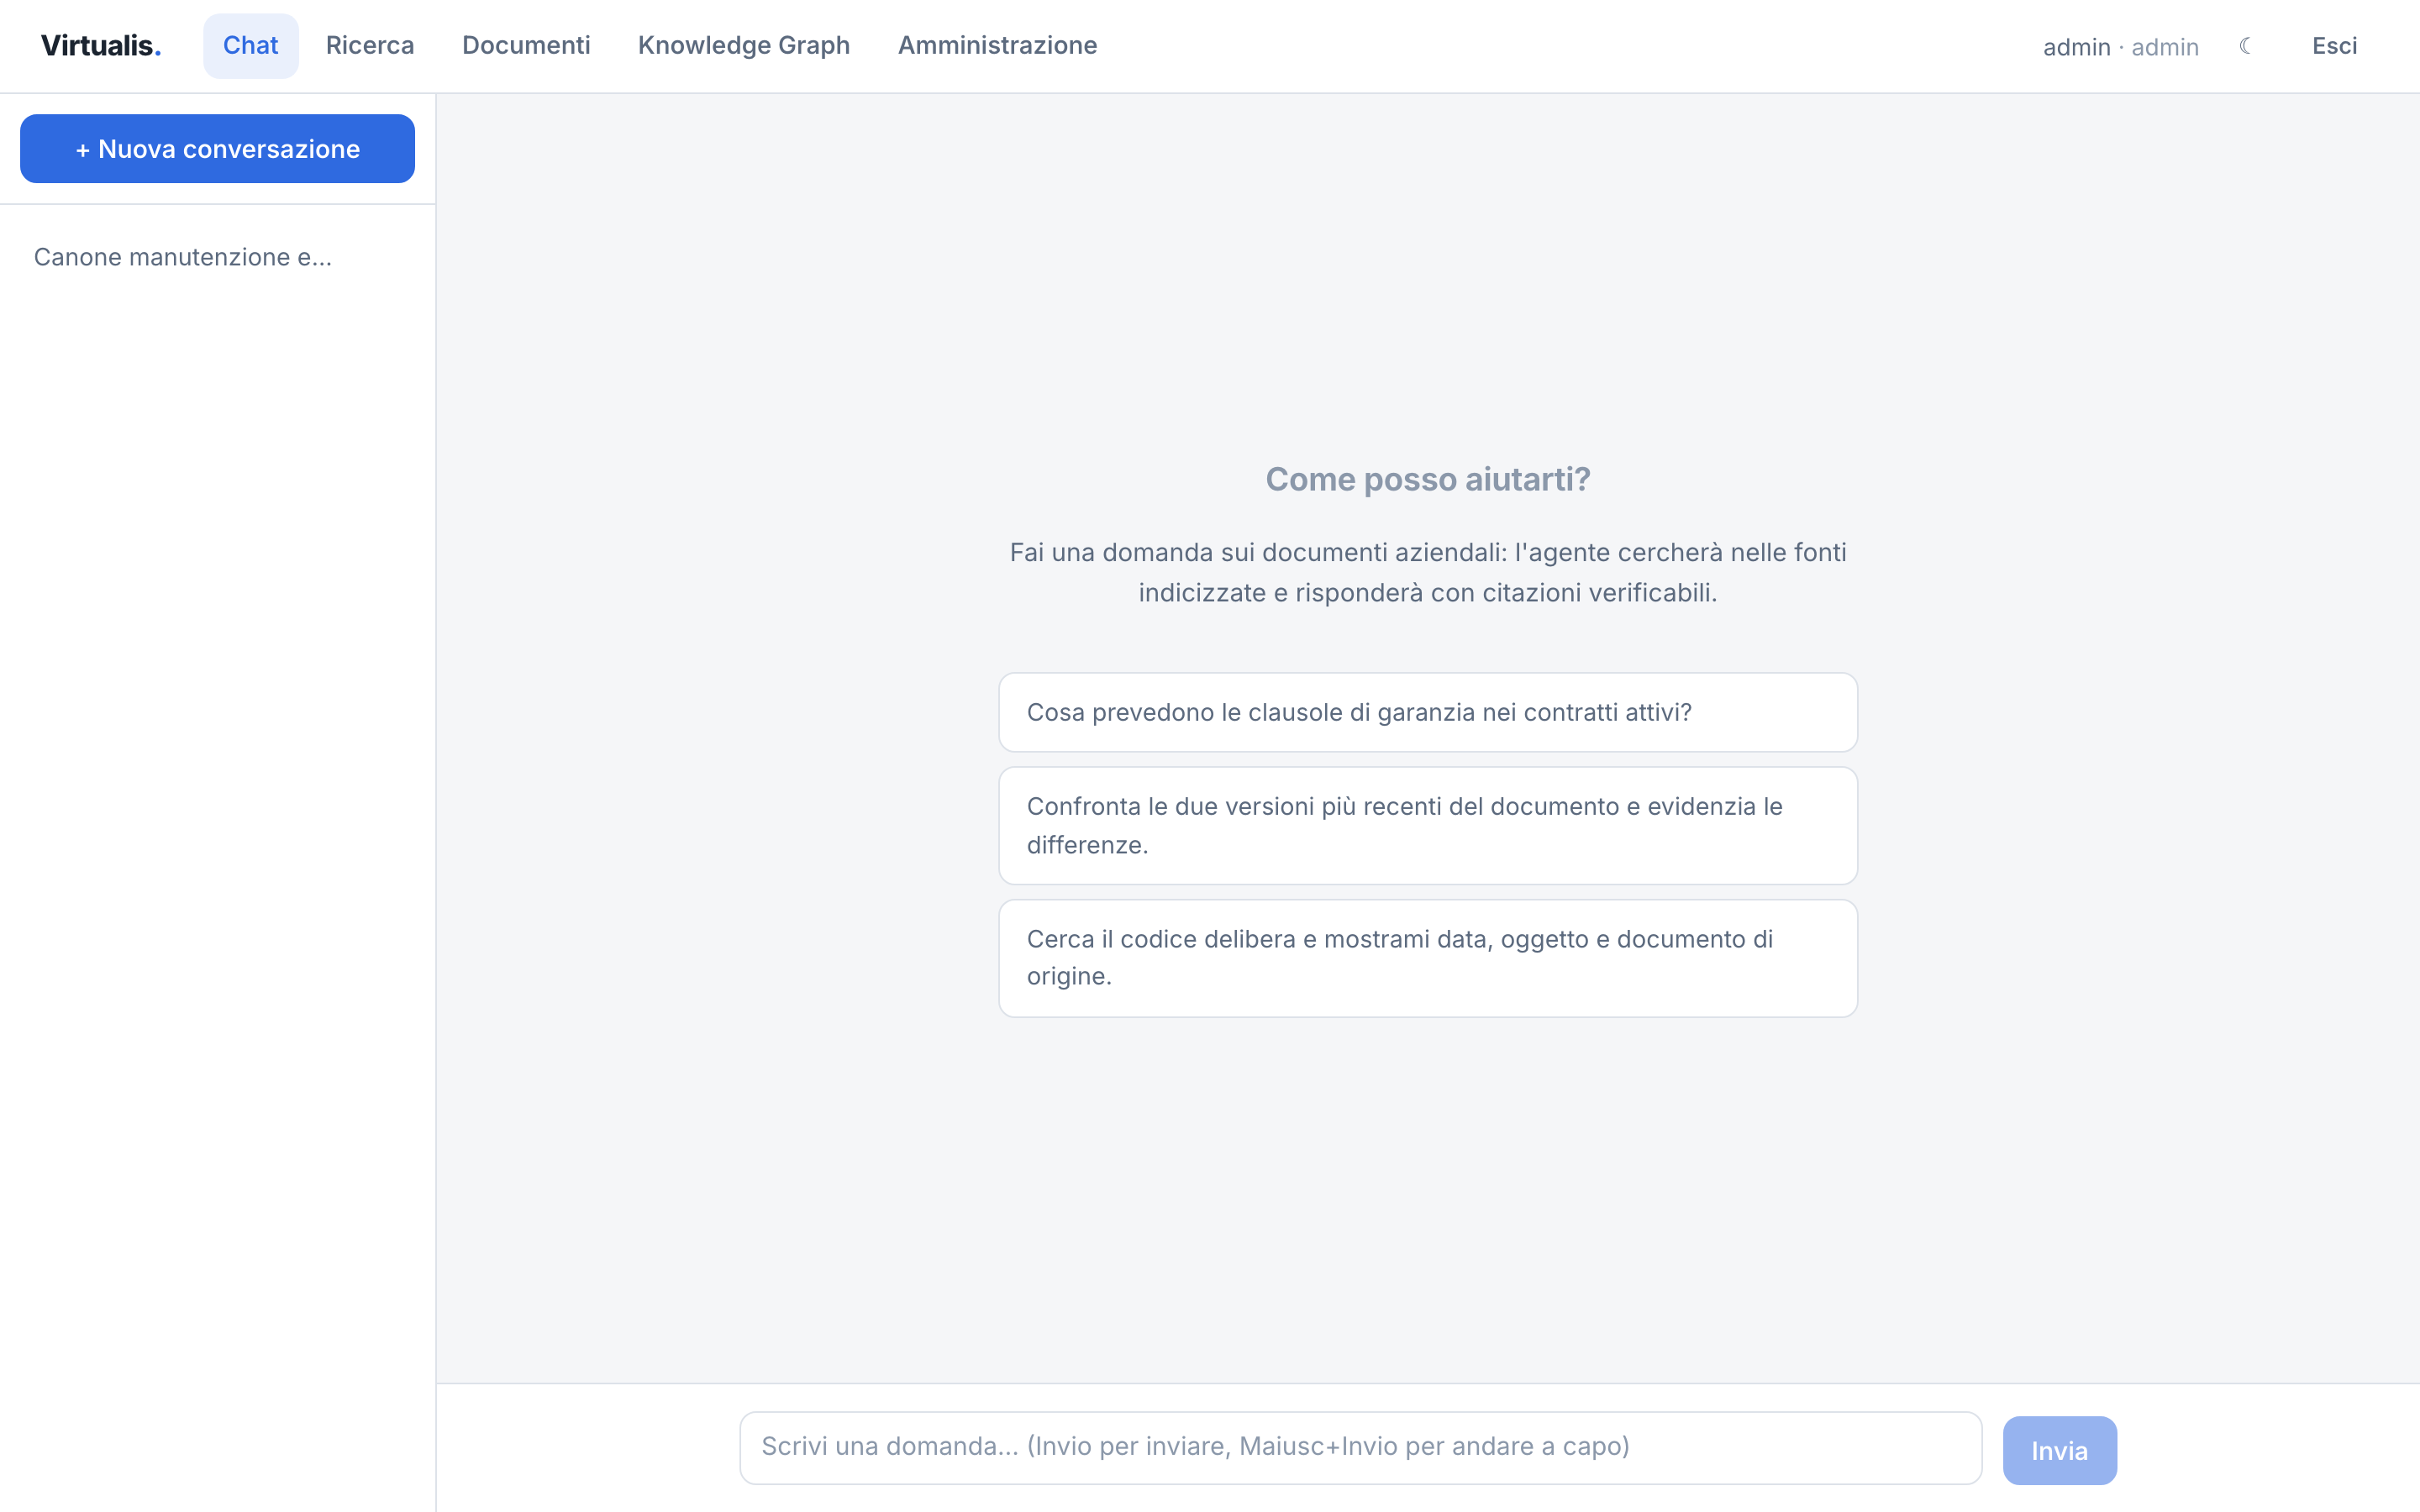 Virtualis.
Chat
Ricerca
Documenti
Knowledge Graph
Amministrazione
admin · admin
Esci
+ Nuova conversazione
Canone manutenzione e...
Come posso aiutarti?
Fai una domanda sui documenti aziendali: l'agente cercherà nelle fonti
indicizzate e risponderà con citazioni verificabili.
Cosa prevedono le clausole di garanzia nei contratti attivi?
Confronta le due versioni più recenti del documento e evidenzia le
differenze.
Cerca il codice delibera e mostrami data, oggetto e documento di
origine.
Scrivi una domanda... (Invio per inviare, Maiusc+Invio per andare a capo)
Invia